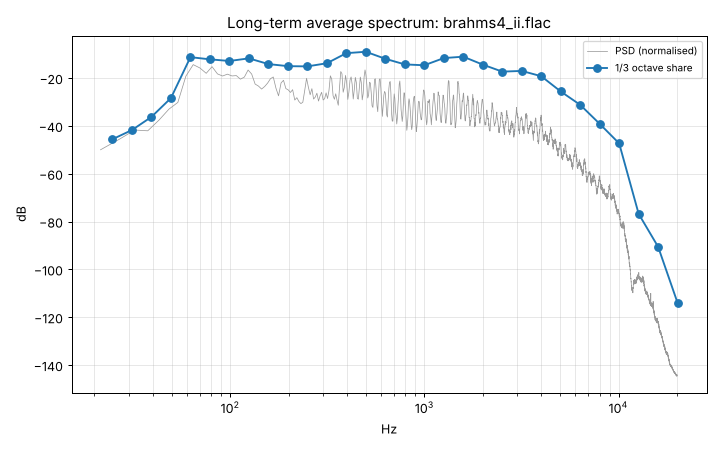 Long-term average spectrum: brahms4_ii.flac
PSD (normalised)
1/3 octave share
dB
−20
−40
−60
−80
−100
−120
−140
10²
10³
10⁴
Hz